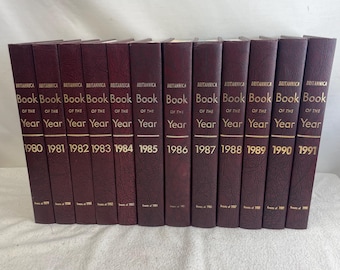 BRITANNICA
Book
OF THE
Year
1980
Events of 1979
BRITANNICA
Book
OF THE
Year
1981
BRITANNICA
Book
OF THE
Year
1982
BRITANNICA
Book
OF THE
Year
1983
BRITANNICA
Book
OF THE
Year
1984
BRITANNICA
Book
OF THE
Year
1985
BRITANNICA
Book
OF THE
Year
1986
BRITANNICA
Book
OF THE
Year
1987
BRITANNICA
Book
OF THE
Year
1988
BRITANNICA
Book
OF THE
Year
1989
BRITANNICA
Book
OF THE
Year
1990
BRITANNICA
Book
OF THE
Year
1991